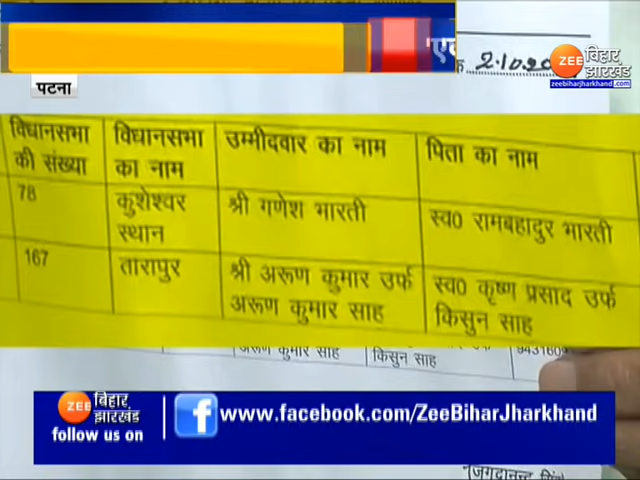 2.10.20
ZEE बिहार झारखंड
zeebiharjharkhand.com
पटना
विधानसभा की संख्या विधानसभा का नाम उम्मीदवार का नाम पिता का नाम
78 कुशेश्वर स्थान श्री गणेश भारती स्व0 रामबहादुर भारती
167 तारापुर श्री अरूण कुमार उर्फ अरूण कुमार साह स्व0 कृष्ण प्रसाद उर्फ किसुन साह
अरूण कुमार साह किसुन साह 9431609
ZEE बिहार झारखंड
follow us on
www.facebook.com/ZeeBiharJharkhand